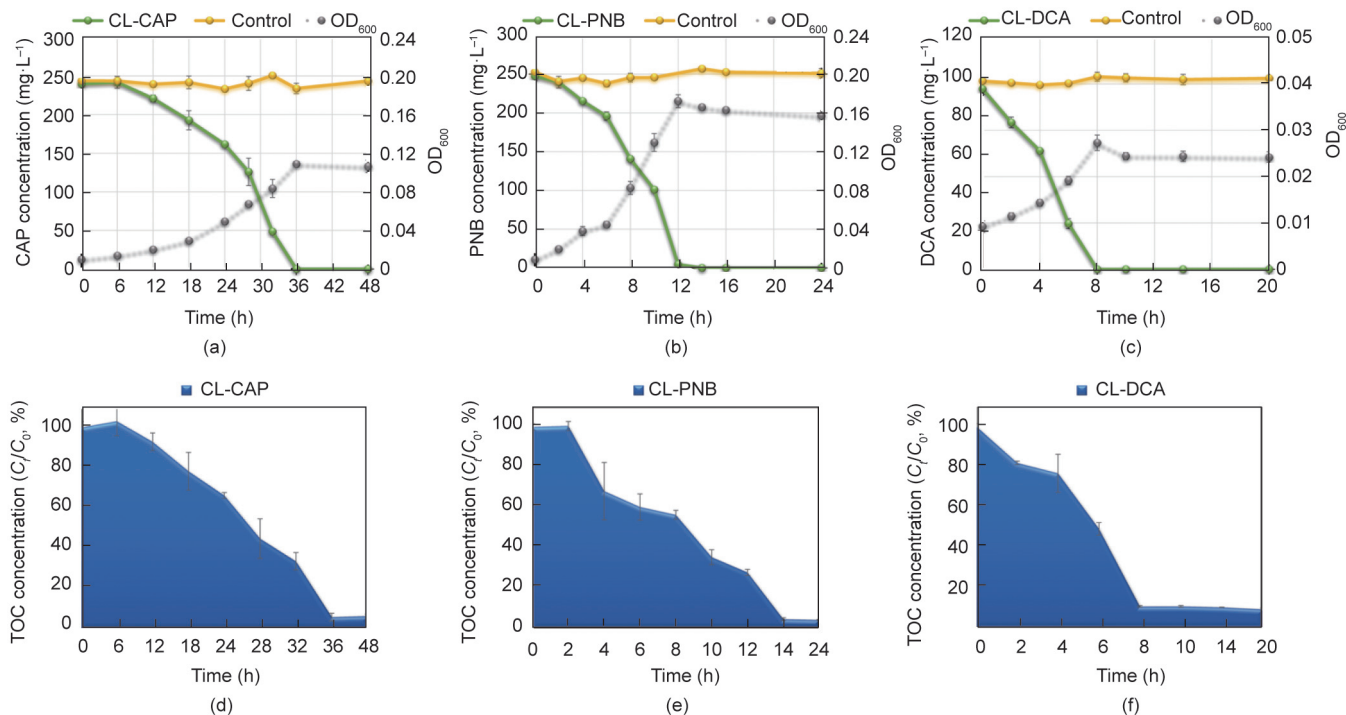 CL-CAP Control OD600
CL-PNB Control OD600
CL-DCA Control OD600
CAP concentration (mg·L−1)
300
250
200
150
100
50
0
0.24
0.20
0.16
0.12
0.08
0.04
0
OD600
0 6 12 18 24 30 36 42 48
Time (h)
(a)
PNB concentration (mg·L−1)
300
250
200
150
100
50
0
0.24
0.20
0.16
0.12
0.08
0.04
0
OD600
0 4 8 12 16 20 24
Time (h)
(b)
DCA concentration (mg·L−1)
120
100
80
60
40
20
0
0.05
0.04
0.03
0.02
0.01
0
OD600
0 4 8 12 16 20
Time (h)
(c)
CL-CAP
TOC concentration (Ct/C0, %)
100
80
60
40
20
0
0 6 12 18 24 28 32 36 48
Time (h)
(d)
CL-PNB
TOC concentration (Ct/C0, %)
100
80
60
40
20
0
0 2 4 6 8 10 12 14 24
Time (h)
(e)
CL-DCA
TOC concentration (Ct/C0, %)
100
80
60
40
20
0 2 4 6 8 10 14 20
Time (h)
(f)